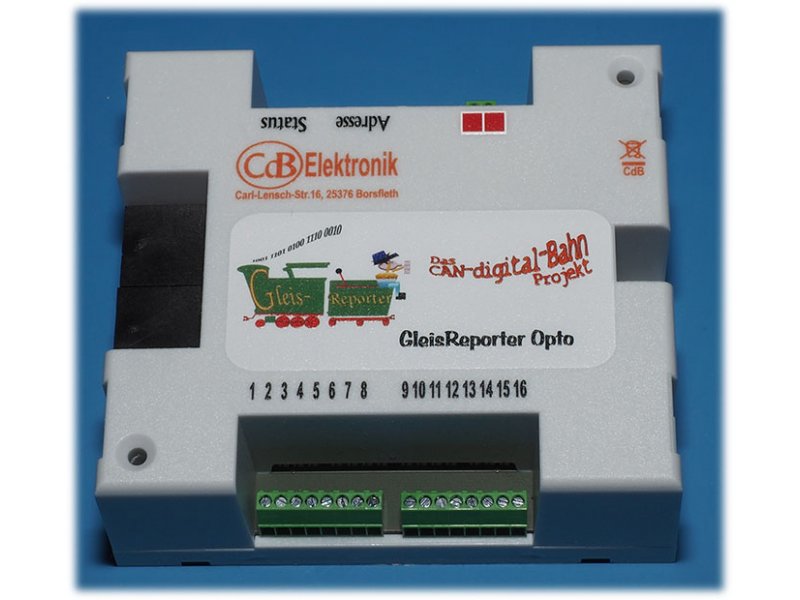 Status Adresse
CdB Elektronik
Carl-Lensch-Str.16, 25376 Borsfleth
CdB
1001 1101 0100 1110 0010
Gleis-
Reporter
Das
CAN-digital-Bahn
Projekt
GleisReporter Opto
1 2 3 4 5 6 7 8 9 10 11 12 13 14 15 16